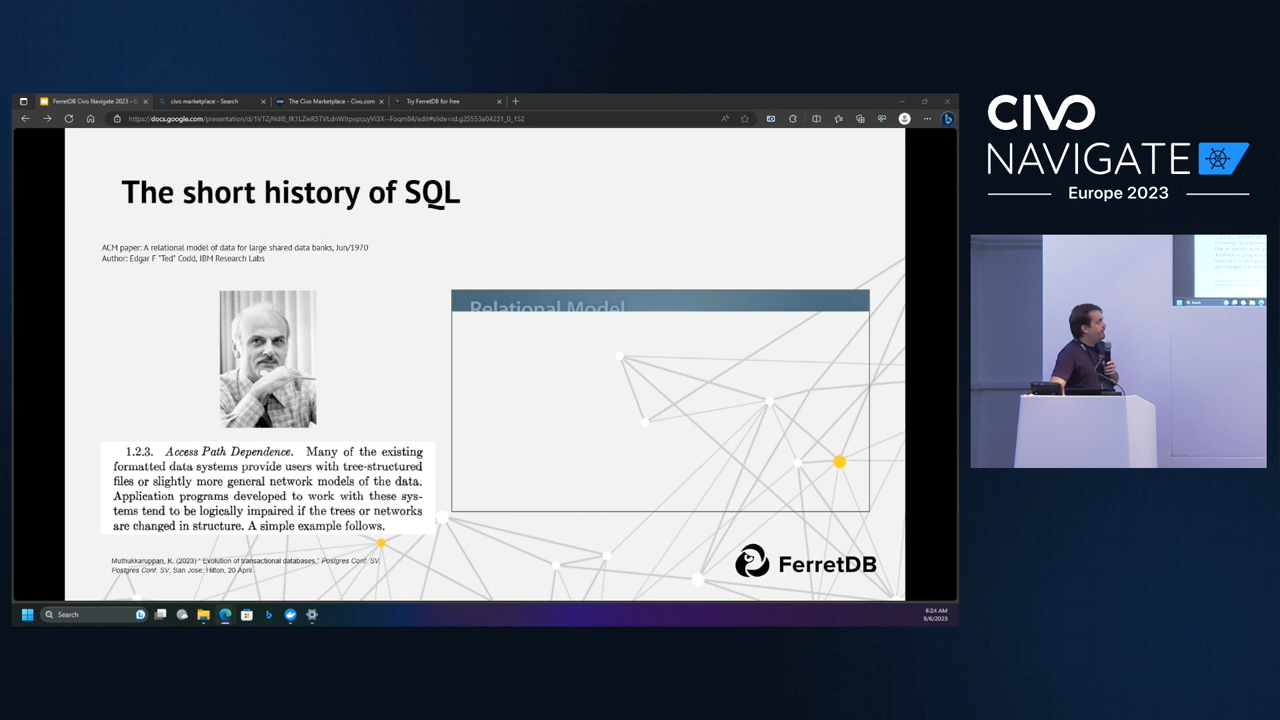 FerretDB Civo Navigate 2023 - G
civo marketplace - Search
The Civo Marketplace - Civo.com
Try FerretDB for free
The short history of SQL
ACM paper: A relational model of data for large shared data banks, Jun/1970
Author: Edgar F "Ted" Codd, IBM Research Labs
Relational Model
1.2.3. Access Path Dependence. Many of the existing
formatted data systems provide users with tree-structured
files or slightly more general network models of the data.
Application programs developed to work with these sys-
tems tend to be logically impaired if the trees or networks
are changed in structure. A simple example follows.
Muthukkaruppan, K. (2023) " Evolution of transactional databases," Postgres Conf. SV.
Postgres Conf. SV, San Jose; Hilton, 20 April.
FerretDB
Search
6:24 AM
9/6/2023
CIVO
NAVIGATE
Europe 2023